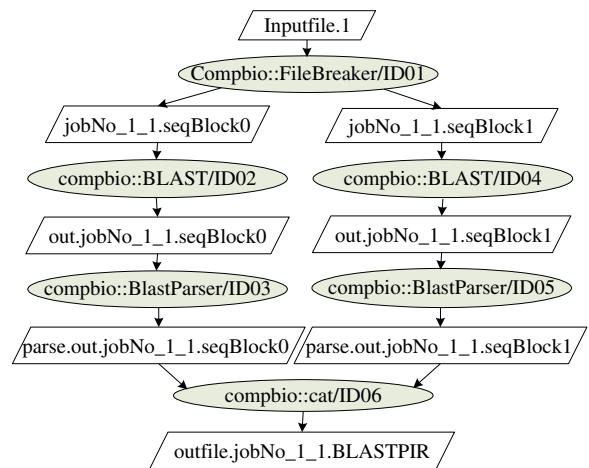 Inputfile.1
Compbio::FileBreaker/ID01
jobNo_1_1.seqBlock0
jobNo_1_1.seqBlock1
compbio::BLAST/ID02
compbio::BLAST/ID04
out.jobNo_1_1.seqBlock0
out.jobNo_1_1.seqBlock1
compbio::BlastParser/ID03
compbio::BlastParser/ID05
parse.out.jobNo_1_1.seqBlock0
parse.out.jobNo_1_1.seqBlock1
compbio::cat/ID06
outfile.jobNo_1_1.BLASTPIR